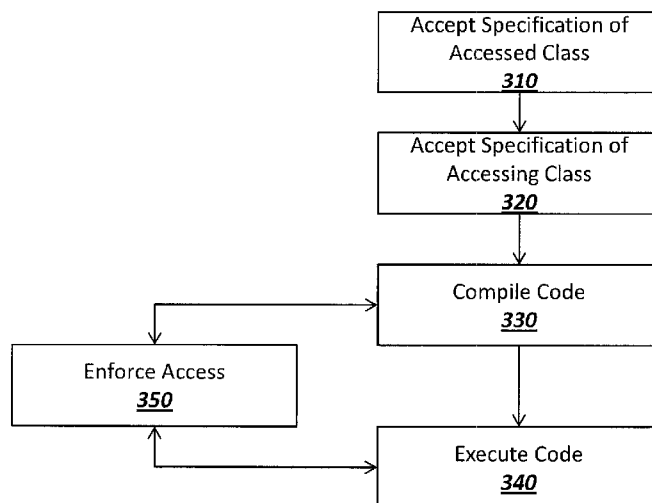 Accept Specification of
Accessed Class
310
Accept Specification of
Accessing Class
320
Compile Code
330
Enforce Access
350
Execute Code
340